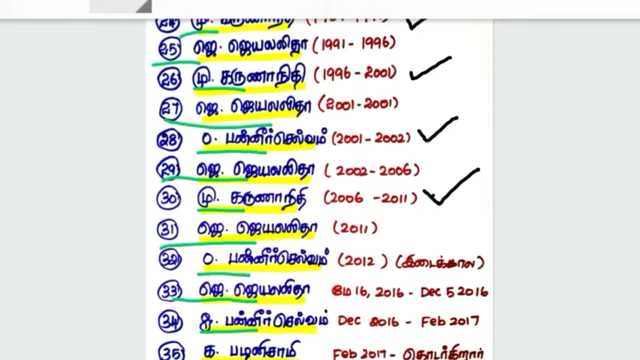 24 மு. கருணாநிதி
25 ஜெ. ஜெயலலிதா (1991 - 1996)
26 மு. கருணாநிதி (1996 - 2001)
27 ஜெ. ஜெயலலிதா (2001 - 2001)
28 ஓ. பன்னீர்செல்வம் (2001 - 2002)
29 ஜெ. ஜெயலலிதா (2002 - 2006)
30 மு. கருணாநிதி (2006 - 2011)
31 ஜெ. ஜெயலலிதா (2011)
32 ஓ. பன்னீர்செல்வம் (2012) (இடைக்கால)
33 ஜெ. ஜெயலலிதா மே 16, 2016 - Dec 5 2016
34 ஓ. பன்னீர்செல்வம் Dec 2016 - Feb 2017
35 க. பழனிசாமி Feb 2017 - தொடர்கிறார்